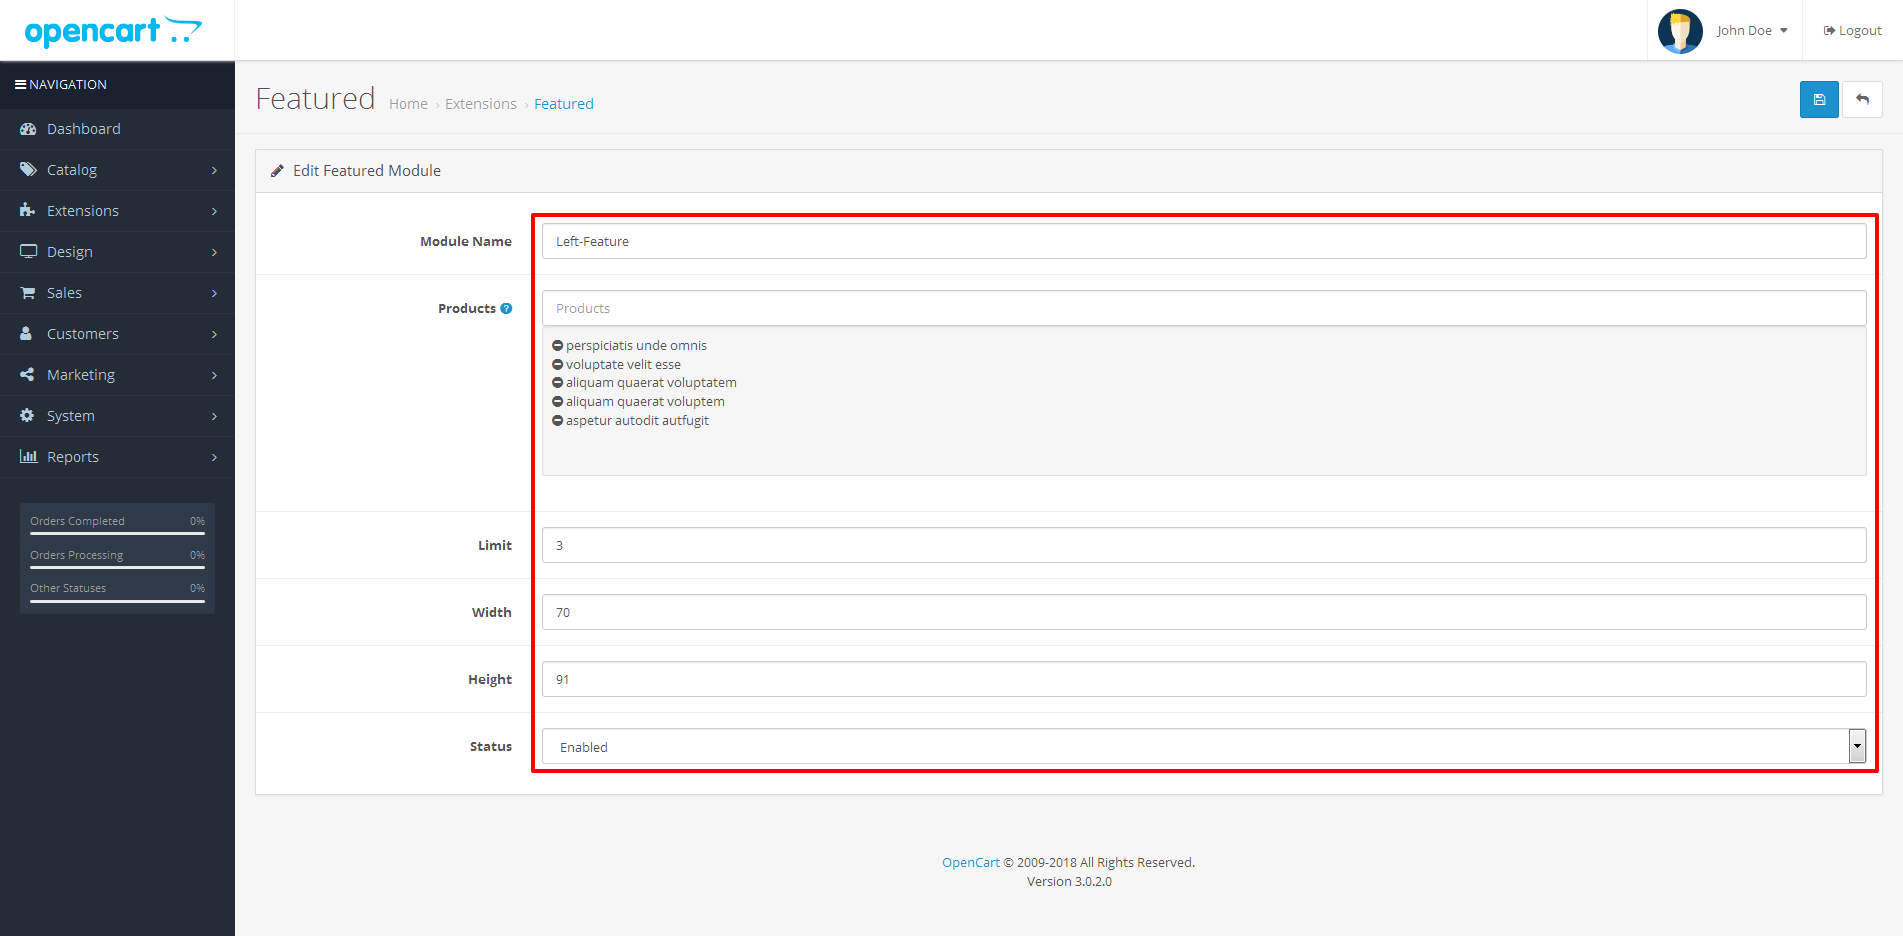 opencart
John Doe
Logout
NAVIGATION
Dashboard
Catalog
Extensions
Design
Sales
Customers
Marketing
System
Reports
Orders Completed 0%
Orders Processing 0%
Other Statuses 0%
Featured Home › Extensions › Featured
Edit Featured Module
Module Name Left-Feature
Products ? Products
perspiciatis unde omnis
voluptate velit esse
aliquam quaerat voluptatem
aliquam quaerat voluptem
aspetur autodit autfugit
Limit 3
Width 70
Height 91
Status Enabled
OpenCart © 2009-2018 All Rights Reserved.
Version 3.0.2.0